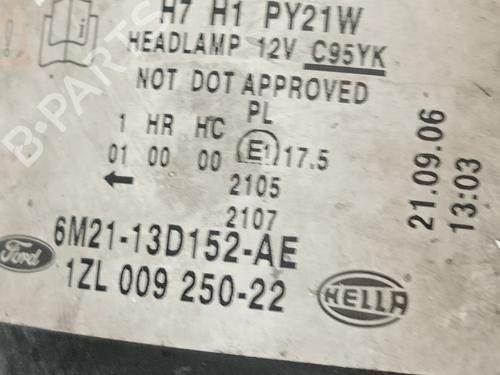 H7 H1 PY21W
HEADLAMP 12V C95YK
NOT DOT APPROVED
PL
1 HR HC
01 00 00 E1 17.5
2105
2107
21.09.06
13:03
Ford
6M21-13D152-AE
1ZL 009 250-22
HELLA